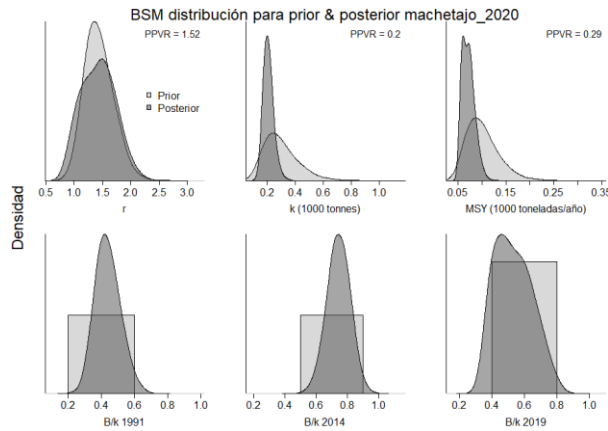 BSM distribución para prior & posterior machetajo_2020
PPVR = 1.52
PPVR = 0.2
PPVR = 0.29
Prior
Posterior
0.5 1.0 1.5 2.0 2.5 3.0
0.2 0.4 0.6 0.8 1.0
0.05 0.15 0.25 0.35
r
k (1000 tonnes)
MSY (1000 toneladas/año)
Densidad
0.2 0.4 0.6 0.8 1.0
0.2 0.4 0.6 0.8 1.0
0.2 0.4 0.6 0.8 1.0
B/k 1991
B/k 2014
B/k 2019